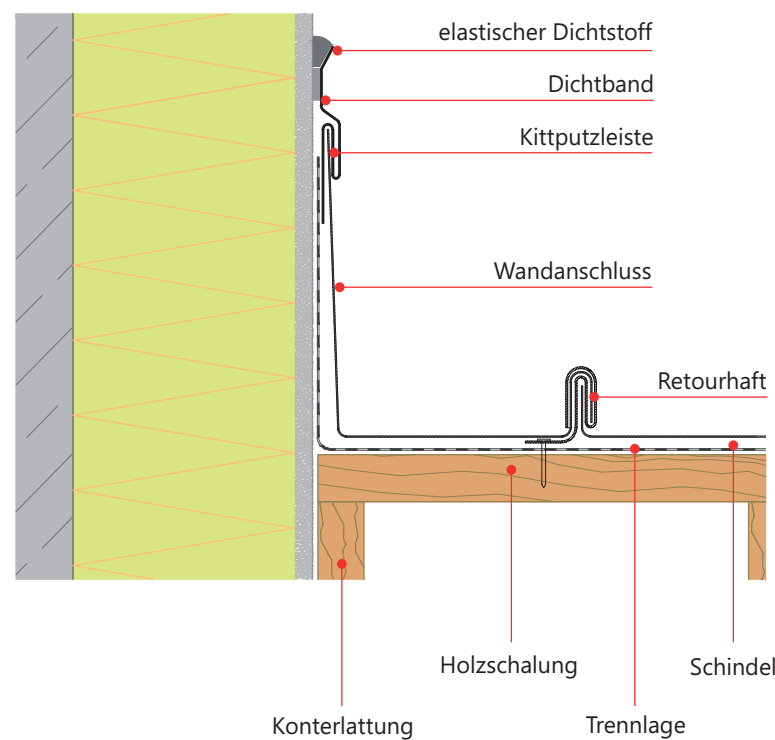 elastischer Dichtstoff
Dichtband
Kittputzleiste
Wandanschluss
Retourhaft
Holzschalung
Schindel
Konterlattung
Trennlage